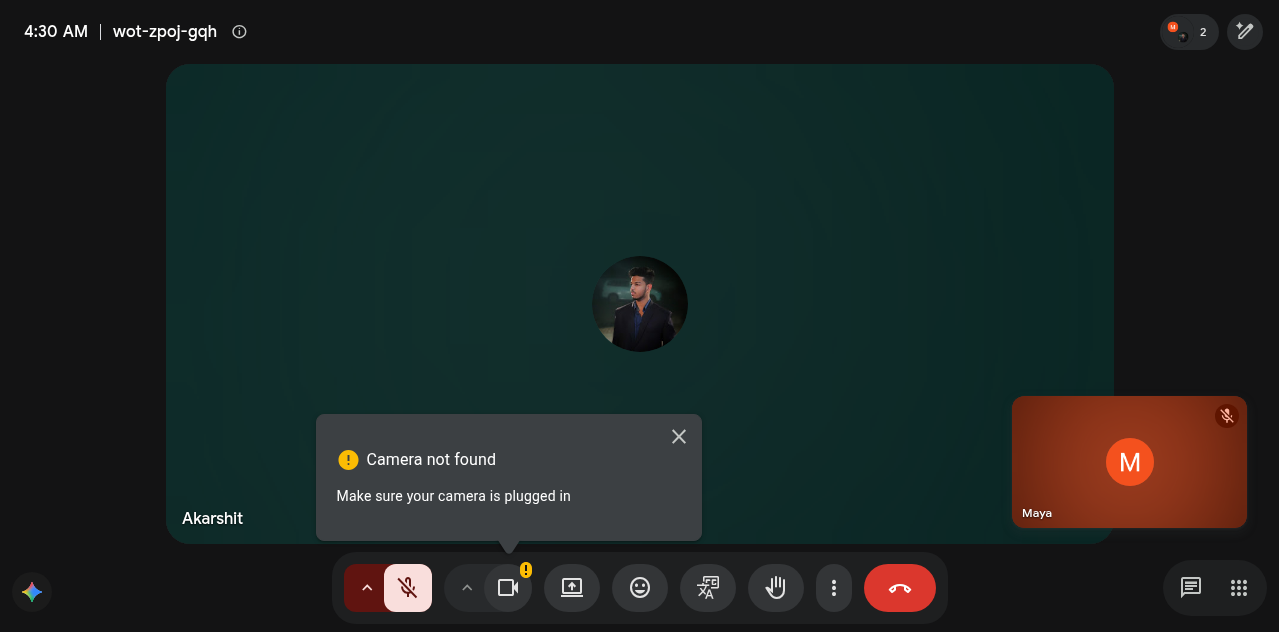 4:30 AM | wot-zpoj-gqh
M
2
Camera not found
Make sure your camera is plugged in
Akarshit
M
Maya